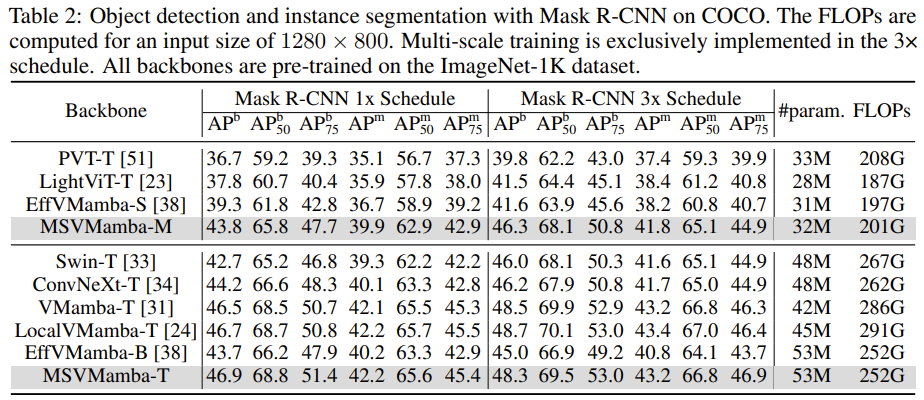 Table 2: Object detection and instance segmentation with Mask R-CNN on COCO. The FLOPs are
computed for an input size of 1280 × 800. Multi-scale training is exclusively implemented in the 3×
schedule. All backbones are pre-trained on the ImageNet-1K dataset.
Backbone Mask R-CNN 1x Schedule Mask R-CNN 3x Schedule #param. FLOPs
AP^b AP^b_50 AP^b_75 AP^m AP^m_50 AP^m_75 AP^b AP^b_50 AP^b_75 AP^m AP^m_50 AP^m_75
PVT-T [51] 36.7 59.2 39.3 35.1 56.7 37.3 39.8 62.2 43.0 37.4 59.3 39.9 33M 208G
LightViT-T [23] 37.8 60.7 40.4 35.9 57.8 38.0 41.5 64.4 45.1 38.4 61.2 40.8 28M 187G
EffVMamba-S [38] 39.3 61.8 42.8 36.7 58.9 39.2 41.6 63.9 45.6 38.2 60.8 40.7 31M 197G
MSVMamba-M 43.8 65.8 47.7 39.9 62.9 42.9 46.3 68.1 50.8 41.8 65.1 44.9 32M 201G
Swin-T [33] 42.7 65.2 46.8 39.3 62.2 42.2 46.0 68.1 50.3 41.6 65.1 44.9 48M 267G
ConvNeXt-T [34] 44.2 66.6 48.3 40.1 63.3 42.8 46.2 67.9 50.8 41.7 65.0 44.9 48M 262G
VMamba-T [31] 46.5 68.5 50.7 42.1 65.5 45.3 48.5 69.9 52.9 43.2 66.8 46.3 42M 286G
LocalVMamba-T [24] 46.7 68.7 50.8 42.2 65.7 45.5 48.7 70.1 53.0 43.4 67.0 46.4 45M 291G
EffVMamba-B [38] 43.7 66.2 47.9 40.2 63.3 42.9 45.0 66.9 49.2 40.8 64.1 43.7 53M 252G
MSVMamba-T 46.9 68.8 51.4 42.2 65.6 45.4 48.3 69.5 53.0 43.2 66.8 46.9 53M 252G